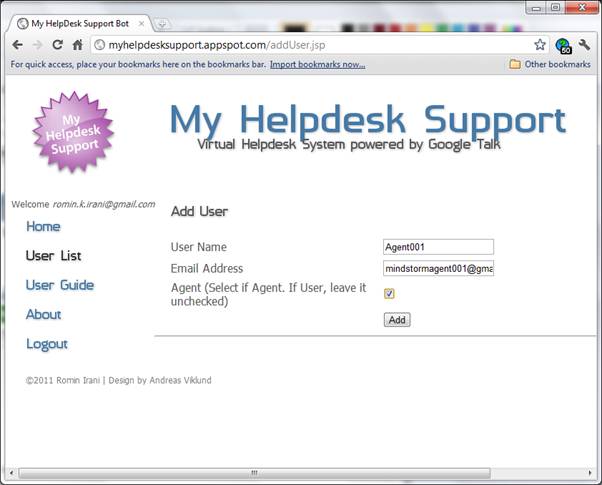 My HelpDesk Support Bot
myhelpdesksupport.appspot.com/addUser.jsp
50
For quick access, place your bookmarks here on the bookmarks bar. Import bookmarks now...
Other bookmarks
My
Helpdesk
Support
My Helpdesk Support
Virtual Helpdesk System powered by Google Talk
Welcome romin.k.irani@gmail.com
Home
User List
User Guide
About
Logout
Add User
User Name
Agent001
Email Address
mindstormagent001@gma
Agent (Select if Agent. If User, leave it
unchecked)
Add
©2011 Romin Irani | Design by Andreas Viklund